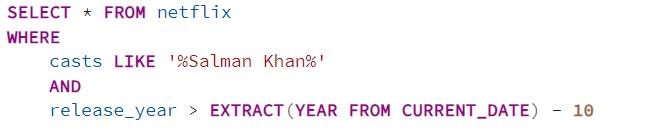 SELECT * FROM netflix
WHERE
    casts LIKE '%Salman Khan%'
    AND
    release_year > EXTRACT(YEAR FROM CURRENT_DATE) - 10